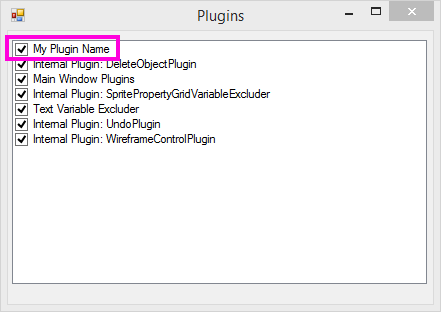 Plugins
My Plugin Name
Internal Plugin: DeleteObjectPlugin
Main Window Plugins
Internal Plugin: SpritePropertyGridVariableExcluder
Text Variable Excluder
Internal Plugin: UndoPlugin
Internal Plugin: WireframeControlPlugin